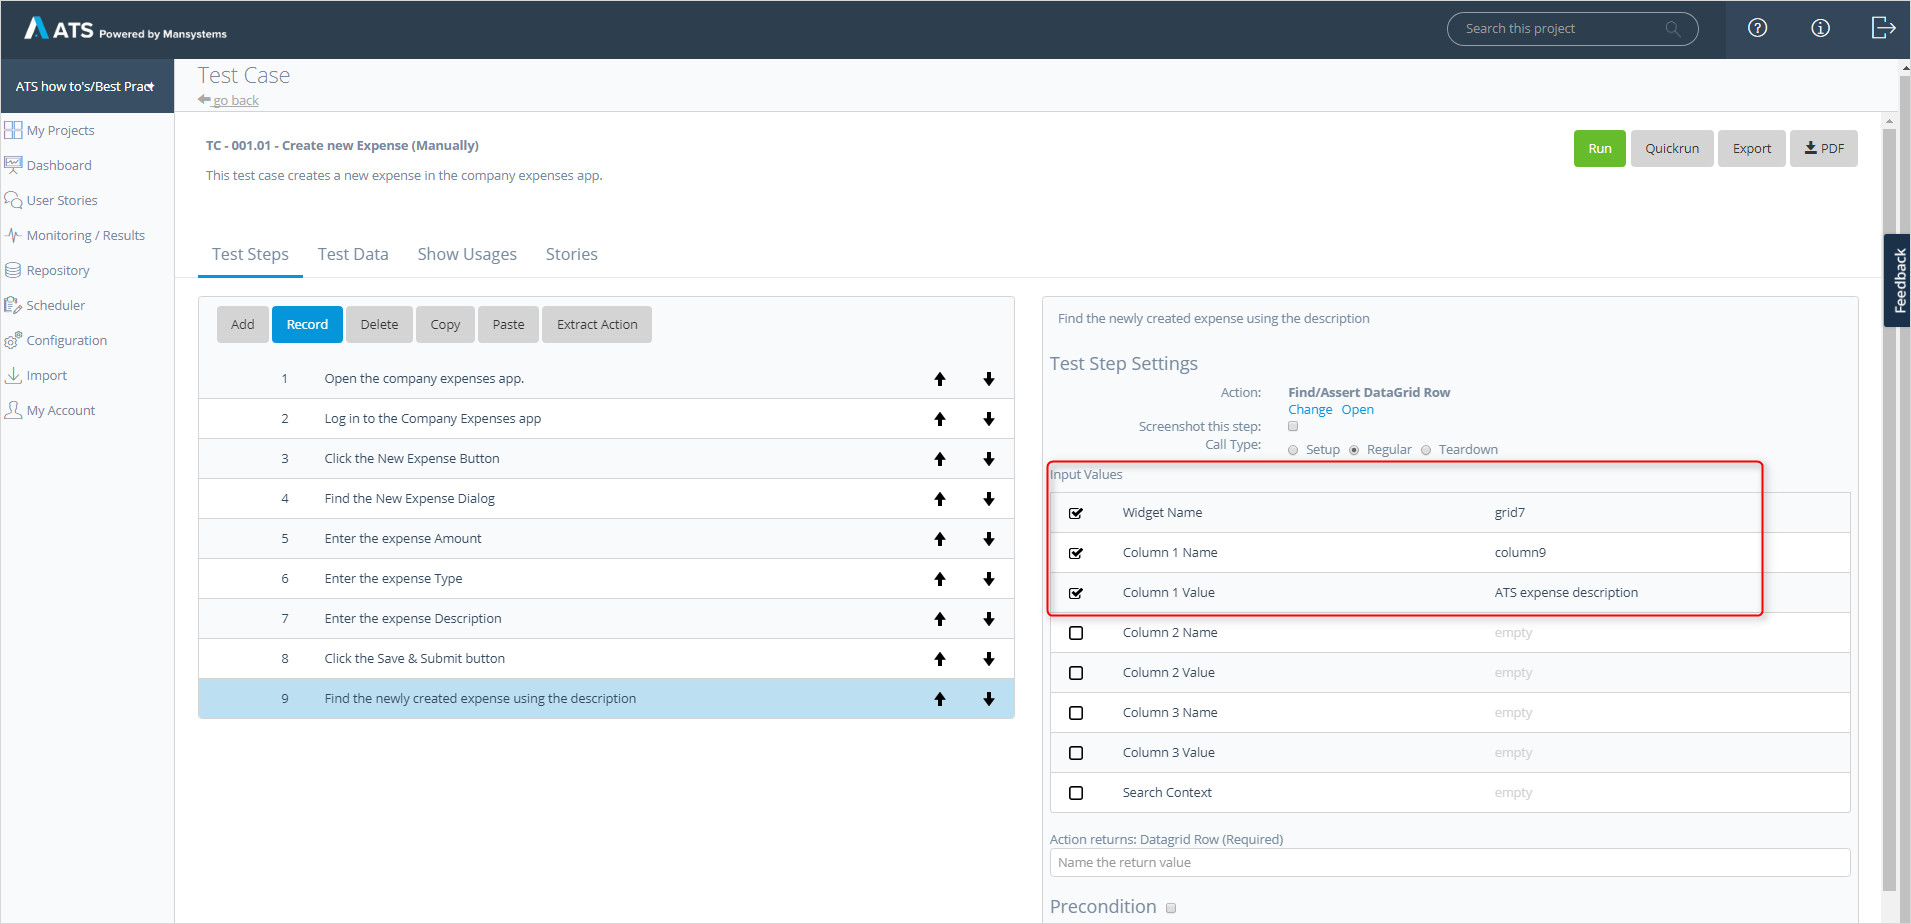 ATS Powered by Mansystems
Search this project
ATS how to's/Best Pract
Test Case
go back
My Projects
Dashboard
User Stories
Monitoring / Results
Repository
Scheduler
Configuration
Import
My Account
TC - 001.01 - Create new Expense (Manually)
This test case creates a new expense in the company expenses app.
Run Quickrun Export PDF
Test Steps Test Data Show Usages Stories
Feedback
Add Record Delete Copy Paste Extract Action
1 Open the company expenses app.
2 Log in to the Company Expenses app
3 Click the New Expense Button
4 Find the New Expense Dialog
5 Enter the expense Amount
6 Enter the expense Type
7 Enter the expense Description
8 Click the Save & Submit button
9 Find the newly created expense using the description
Find the newly created expense using the description
Test Step Settings
Action: Find/Assert DataGrid Row
Change Open
Screenshot this step:
Call Type: Setup Regular Teardown
Input Values
Widget Name grid7
Column 1 Name column9
Column 1 Value ATS expense description
Column 2 Name empty
Column 2 Value empty
Column 3 Name empty
Column 3 Value empty
Search Context empty
Action returns: Datagrid Row (Required)
Name the return value
Precondition